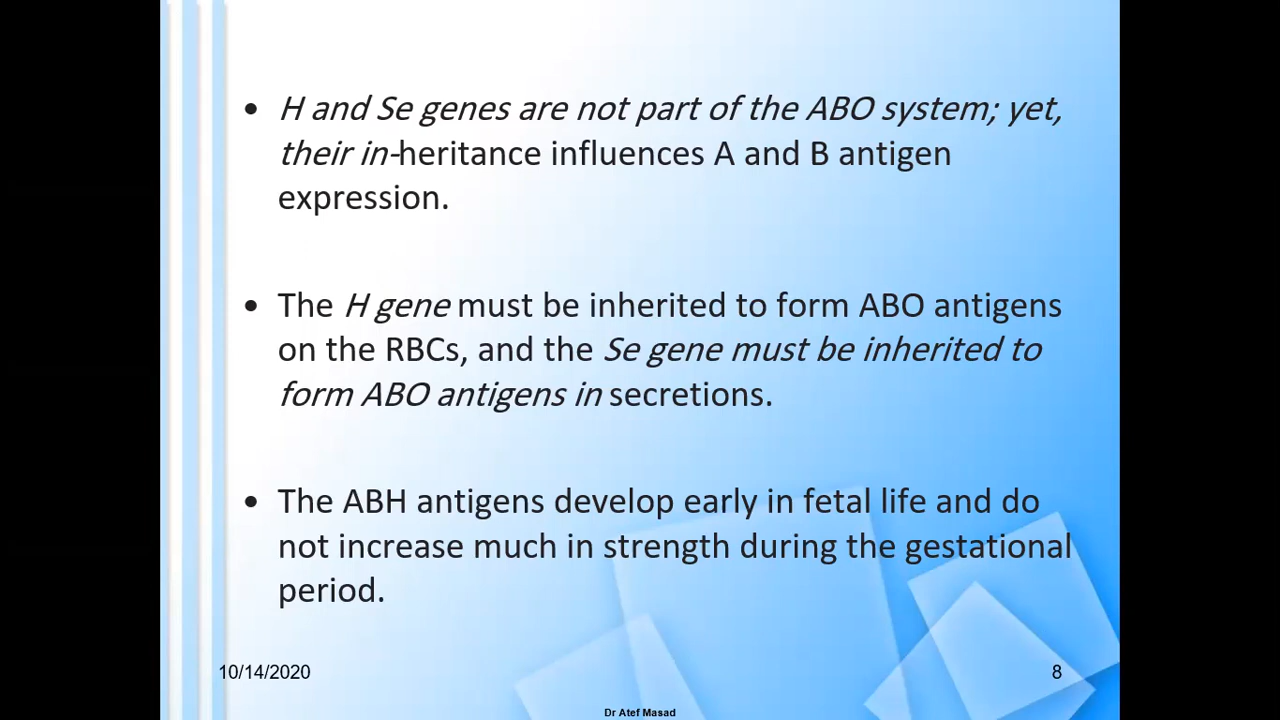 • H and Se genes are not part of the ABO system; yet,
their in-heritance influences A and B antigen
expression.
• The H gene must be inherited to form ABO antigens
on the RBCs, and the Se gene must be inherited to
form ABO antigens in secretions.
• The ABH antigens develop early in fetal life and do
not increase much in strength during the gestational
period.
10/14/2020
8
Dr Atef Masad